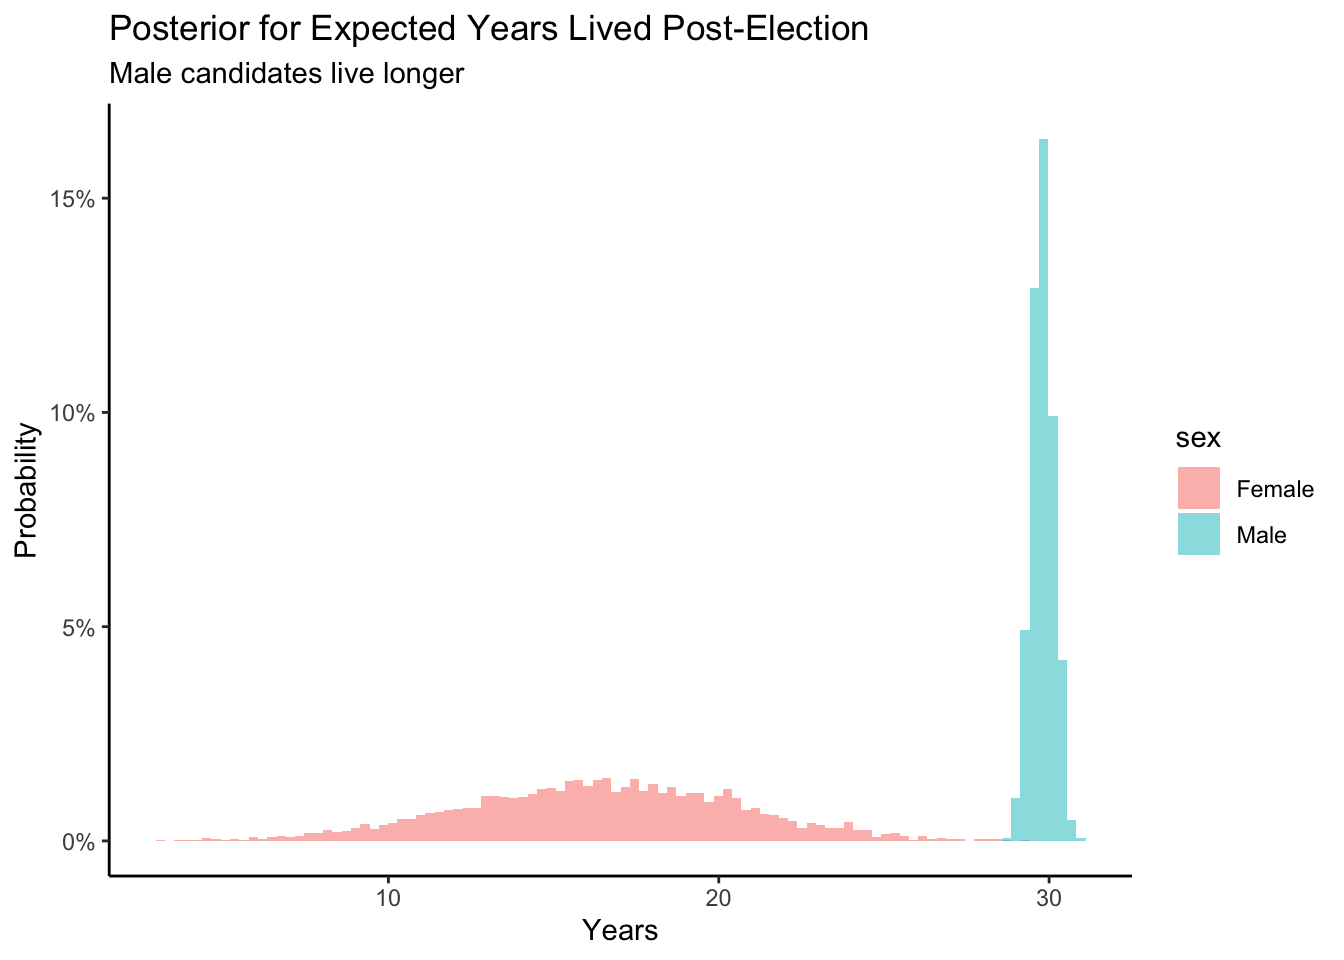 Posterior for Expected Years Lived Post-Election
Male candidates live longer
15%
10%
5%
0%
Probability
10 20 30
Years
sex
Female
Male